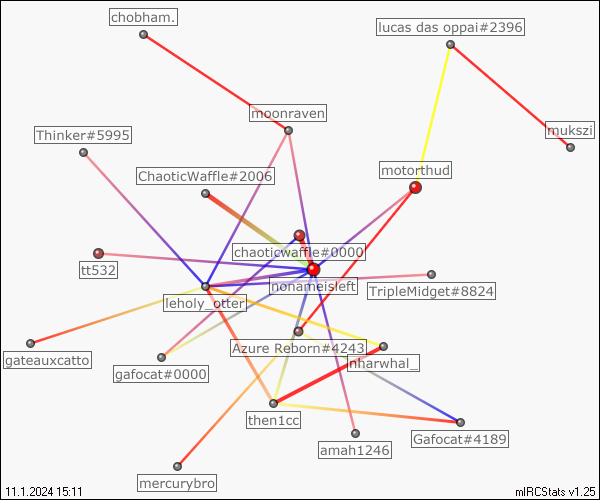 chobham.
lucas das oppai#2396
moonraven
mukszi
Thinker#5995
motorthud
ChaoticWaffle#2006
chaoticwaffle#0000
tt532
nonameisleft
TripleMidget#8824
leholy_otter
Azure Reborn#4243
gateauxcatto
nharwhal_
gafocat#0000
then1cc
Gafocat#4189
amah1246
mercurybro
11.1.2024 15:11
mIRCStats v1.25